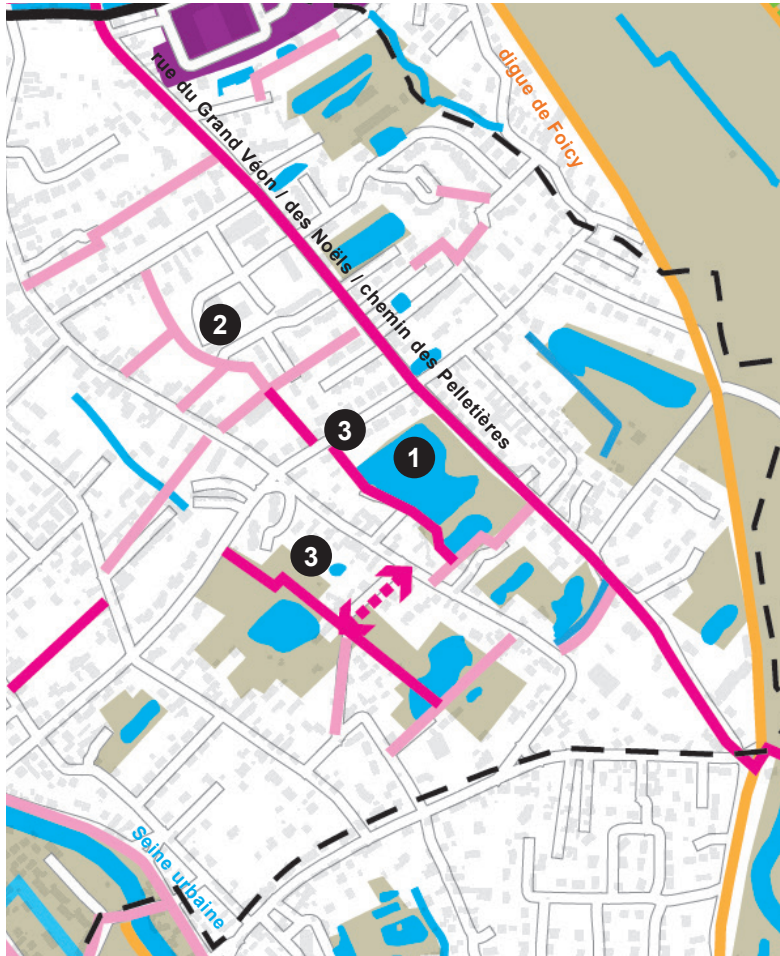 rue du Grand Véon / des Noëls / chemin des Pelletières
digue de Foicy
2
3
1
3
Seine urbaine